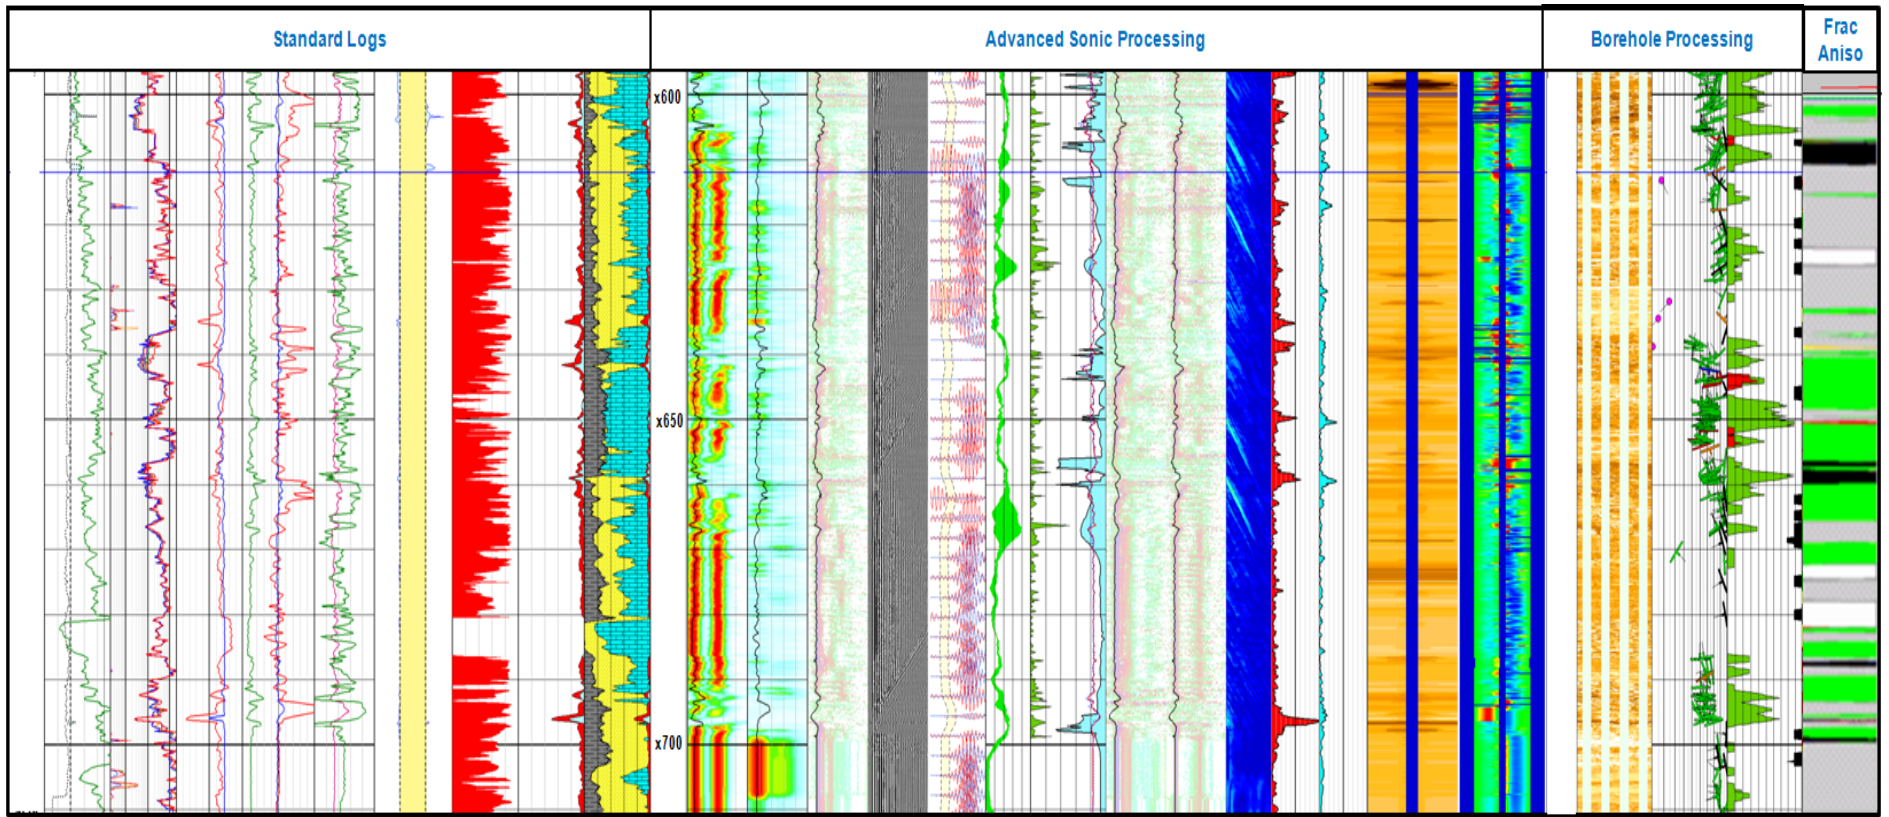 Standard Logs
Advanced Sonic Processing
Borehole Processing
Frac
Aniso
x600
x650
x700